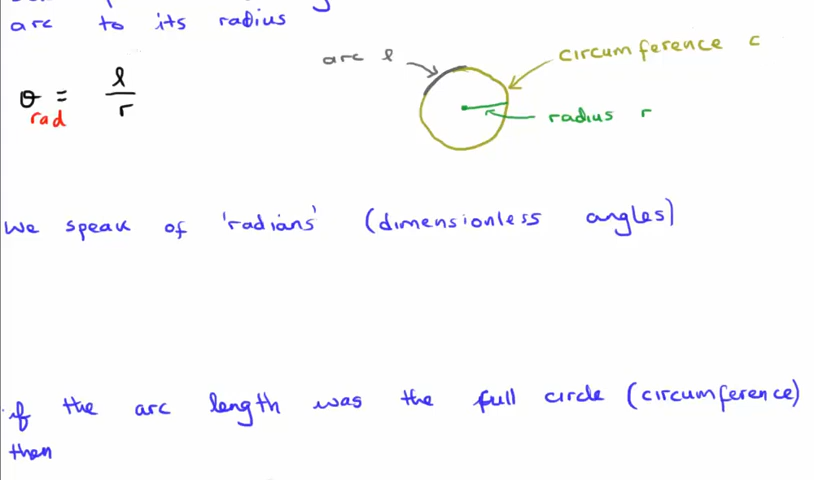 arc to its radius
arc l
circumference c
θ = l
rad r
radius r
We speak of 'radians' (dimensionless angles)
if the arc length was the full circle (circumference)
then